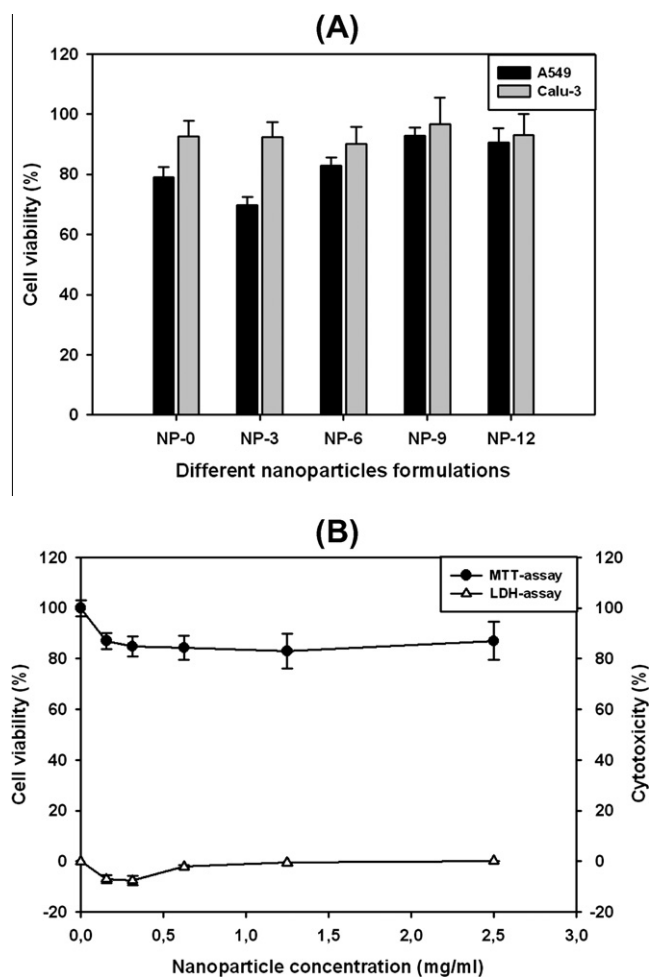 (A)
120
100
80
60
40
20
0
Cell viability (%)
A549
Calu-3
NP-0 NP-3 NP-6 NP-9 NP-12
Different nanoparticles formulations
(B)
120
100
80
60
40
20
0
-20
Cell viability (%)
MTT-assay
LDH-assay
120
100
80
60
40
20
0
-20
Cytotoxicity (%)
0,0 0,5 1,0 1,5 2,0 2,5 3,0
Nanoparticle concentration (mg/ml)